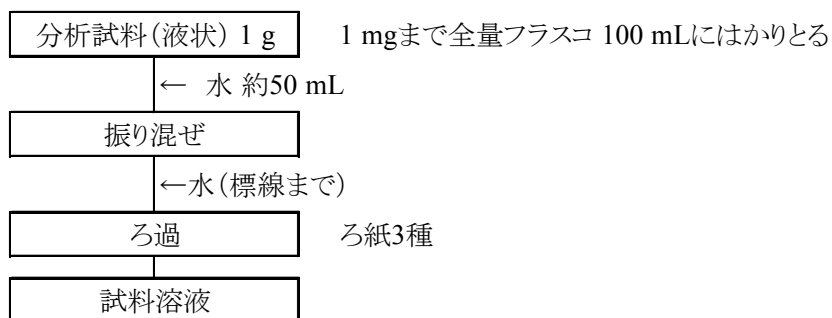 分析試料(液状) 1 g 1 mgまで全量フラスコ 100 mLにはかりとる
← 水 約50 mL
振り混ぜ
←水(標線まで)
ろ過 ろ紙3種
試料溶液